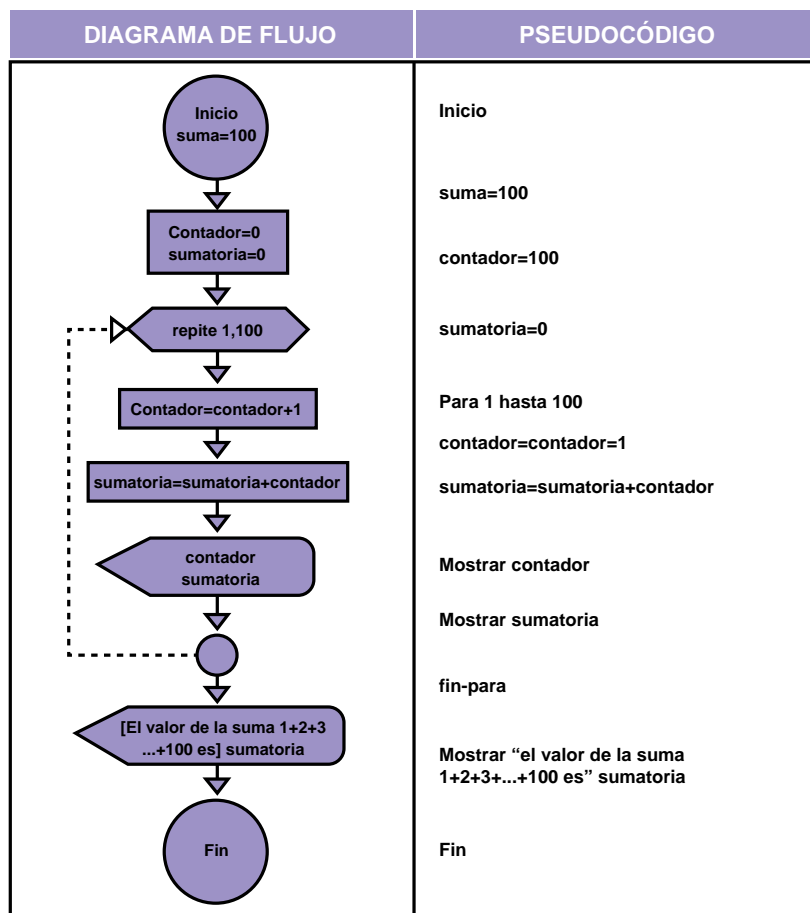 DIAGRAMA DE FLUJO
PSEUDOCÓDIGO
Inicio
suma=100
Contador=0
sumatoria=0
repite 1,100
Contador=contador+1
sumatoria=sumatoria+contador
contador
sumatoria
[El valor de la suma 1+2+3
...+100 es] sumatoria
Fin
Inicio
suma=100
contador=100
sumatoria=0
Para 1 hasta 100
contador=contador=1
sumatoria=sumatoria+contador
Mostrar contador
Mostrar sumatoria
fin-para
Mostrar “el valor de la suma
1+2+3+...+100 es” sumatoria
Fin